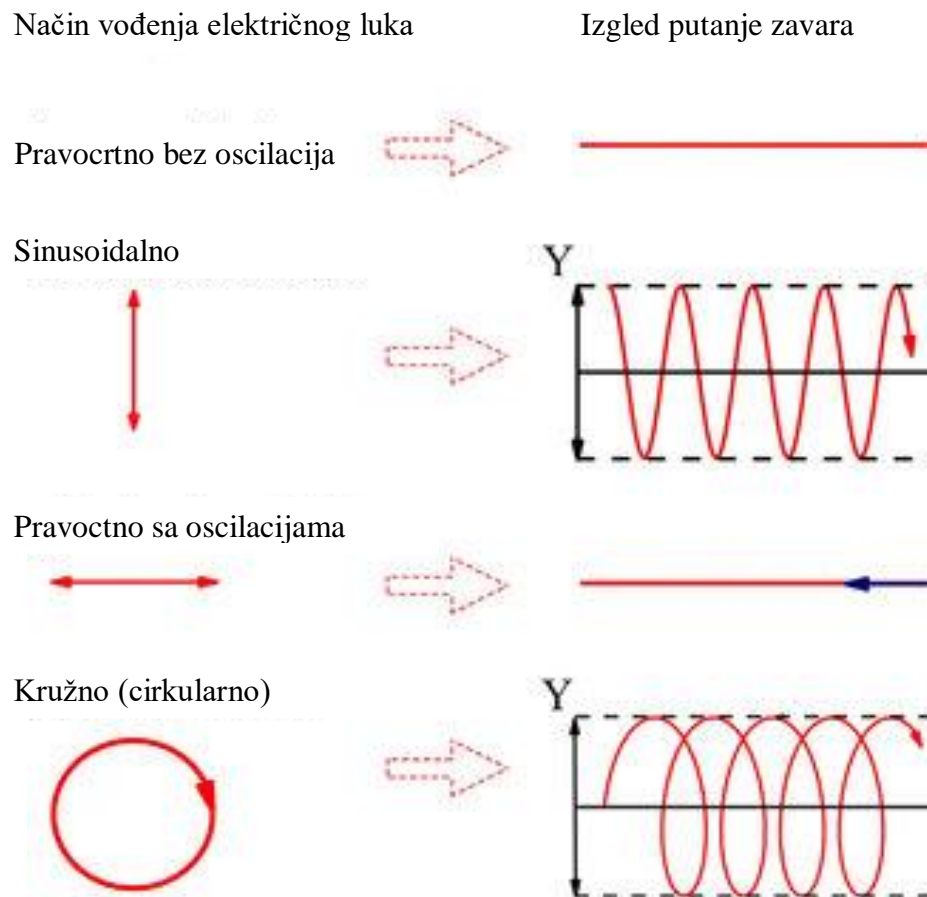 Način vođenja električnog luka Izgled putanje zavara
Pravocrtno bez oscilacija
Sinusoidalno
Y
Pravoctno sa oscilacijama
Kružno (cirkularno)
Y